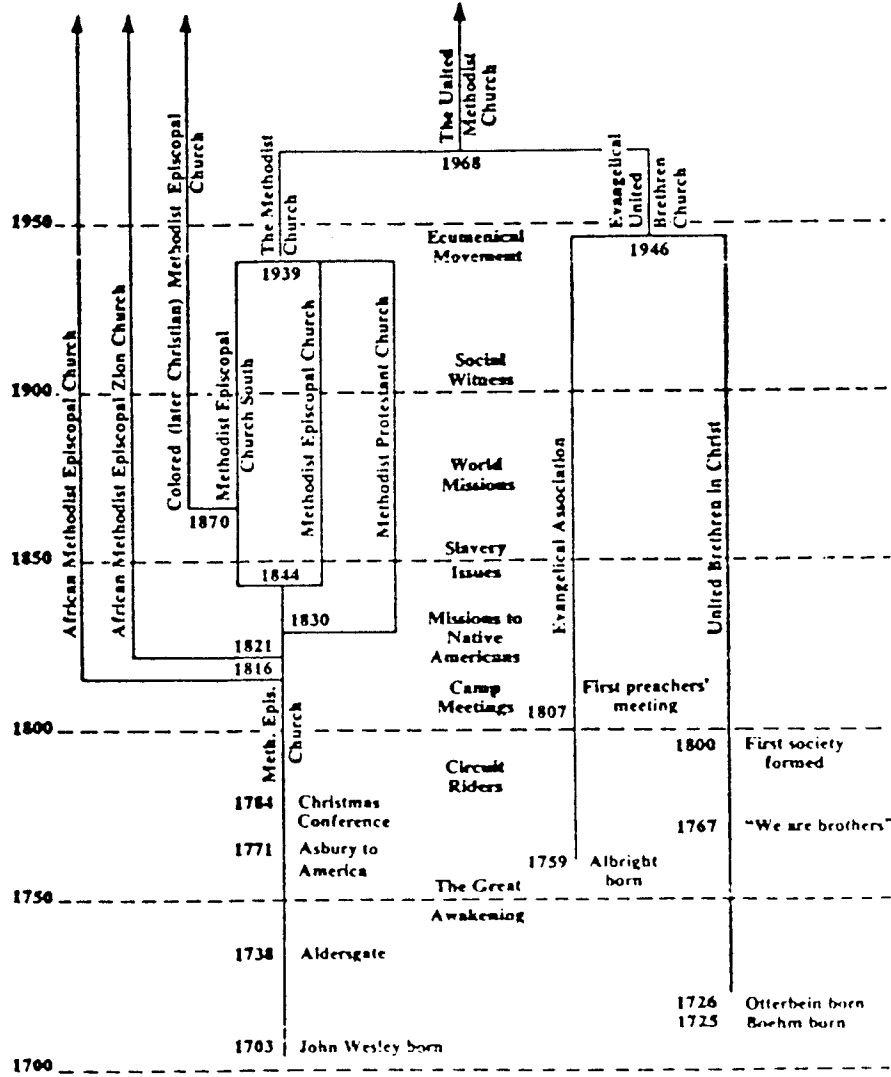 The United
Methodist
Church
1968
African Methodist Episcopal Church
African Methodist Episcopal Zion Church
Colored (later Christian) Methodist Episcopal
Church
The Methodist
Church
Evangelical
United
Brethren
Church
1950
Ecumenical
Movement
1946
1939
Methodist Episcopal
Church South
Methodist Episcopal Church
Methodist Protestant Church
Social
Witness
1900
World
Missions
Evangelical Association
United Brethren in Christ
1870
1850
Slavery
Issues
1844
1830
Missions to
Native
Americans
1821
1816
Camp
Meetings
First preachers'
meeting
1807
Meth. Epis.
Church
1800
1800 First society
formed
Circuit
Riders
1784 Christmas
Conference
1767 "We are brothers"
1771 Asbury to
America
1759 Albright
born
The Great
Awakening
1750
1738 Aldersgate
1726 Otterbein born
1725 Boehm born
1703 John Wesley born
1700